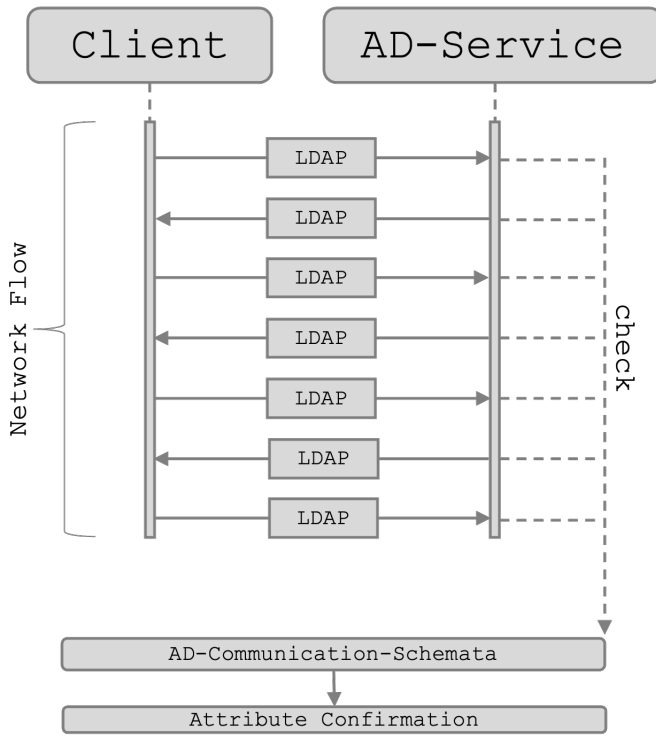 Client
AD-Service
LDAP
LDAP
LDAP
LDAP
LDAP
LDAP
LDAP
Network Flow
check
AD-Communication-Schemata
Attribute Confirmation